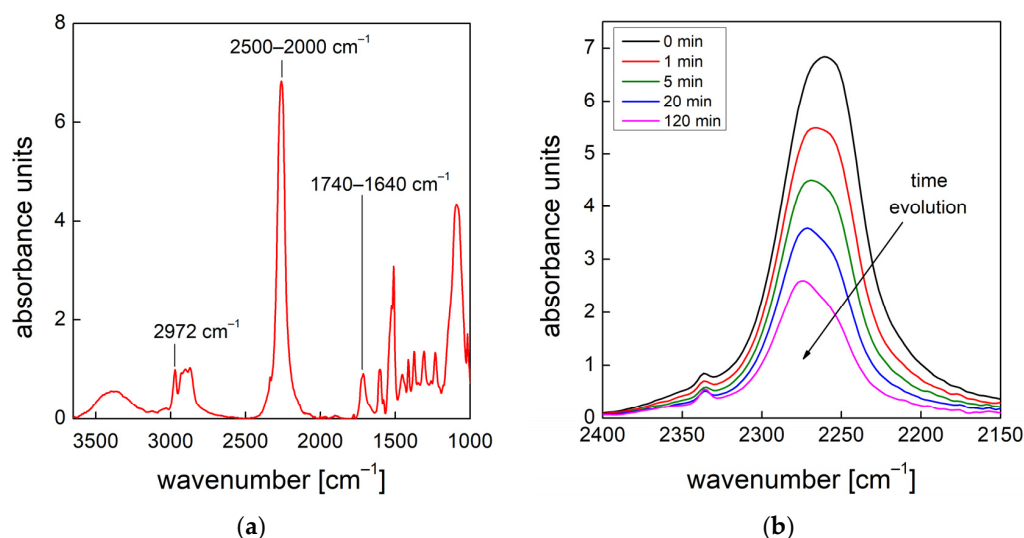 (a)
8
6
4
2
0
absorbance units
2500–2000 cm⁻¹
1740–1640 cm⁻¹
2972 cm⁻¹
3500 3000 2500 2000 1500 1000
wavenumber [cm⁻¹]
(b)
7
6
5
4
3
2
1
0
absorbance units
0 min
1 min
5 min
20 min
120 min
time
evolution
2400 2350 2300 2250 2200 2150
wavenumber [cm⁻¹]